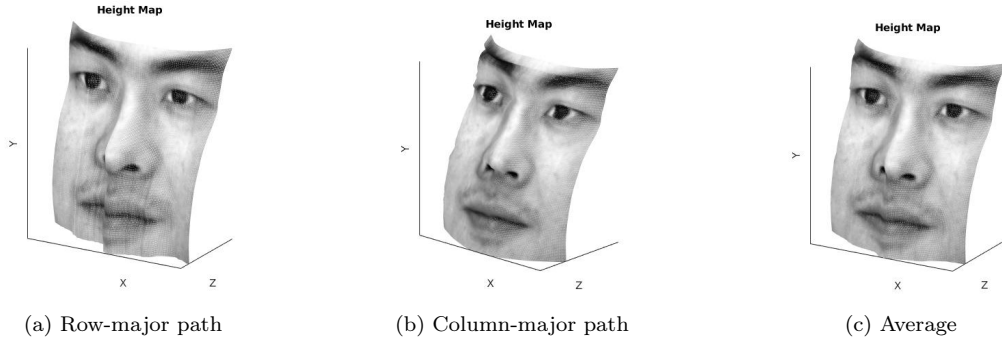 Height Map
Y
X
Z
(a) Row-major path
Height Map
Y
X
Z
(b) Column-major path
Height Map
Y
X
Z
(c) Average